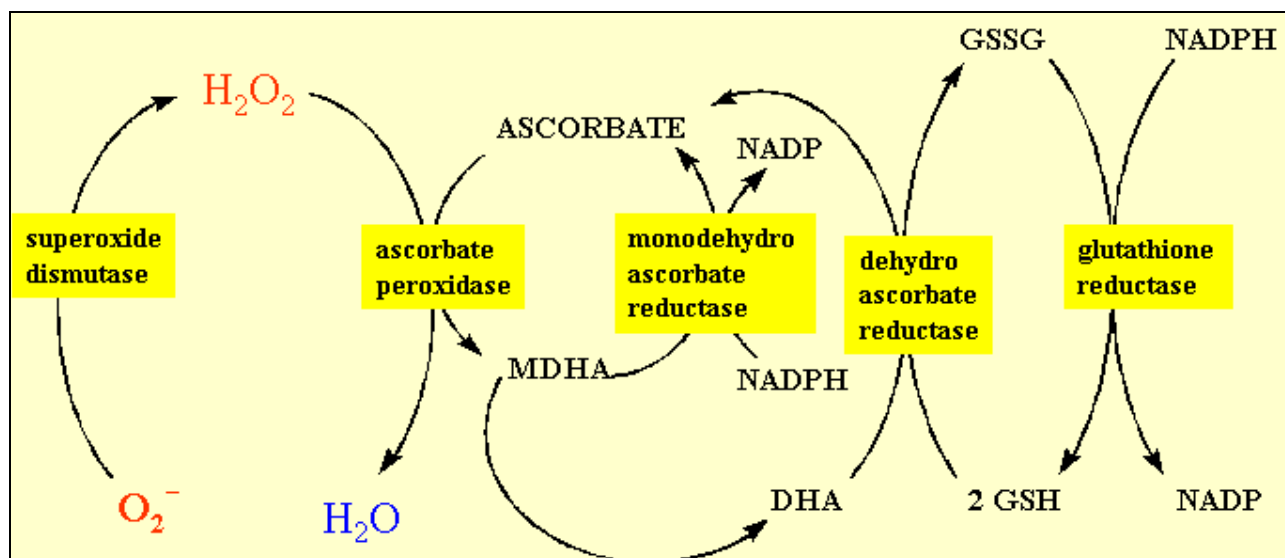 GSSG
NADPH
H₂O₂
ASCORBATE
NADP
superoxide
dismutase
ascorbate
peroxidase
monodehydro
ascorbate
reductase
dehydro
ascorbate
reductase
glutathione
reductase
MDHA
NADPH
O₂⁻
H₂O
DHA
2 GSH
NADP